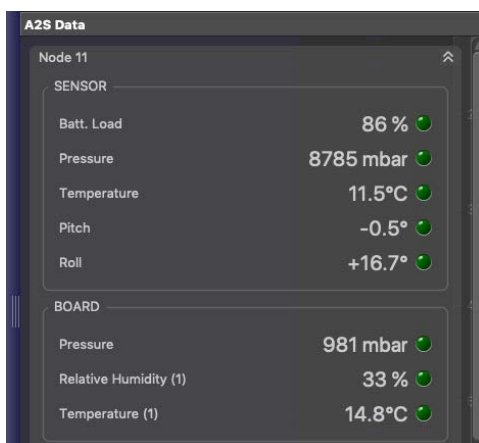 A2S Data
Node 11
SENSOR
Batt. Load 86 %
Pressure 8785 mbar
Temperature 11.5°C
Pitch -0.5°
Roll +16.7°
BOARD
Pressure 981 mbar
Relative Humidity (1) 33 %
Temperature (1) 14.8°C